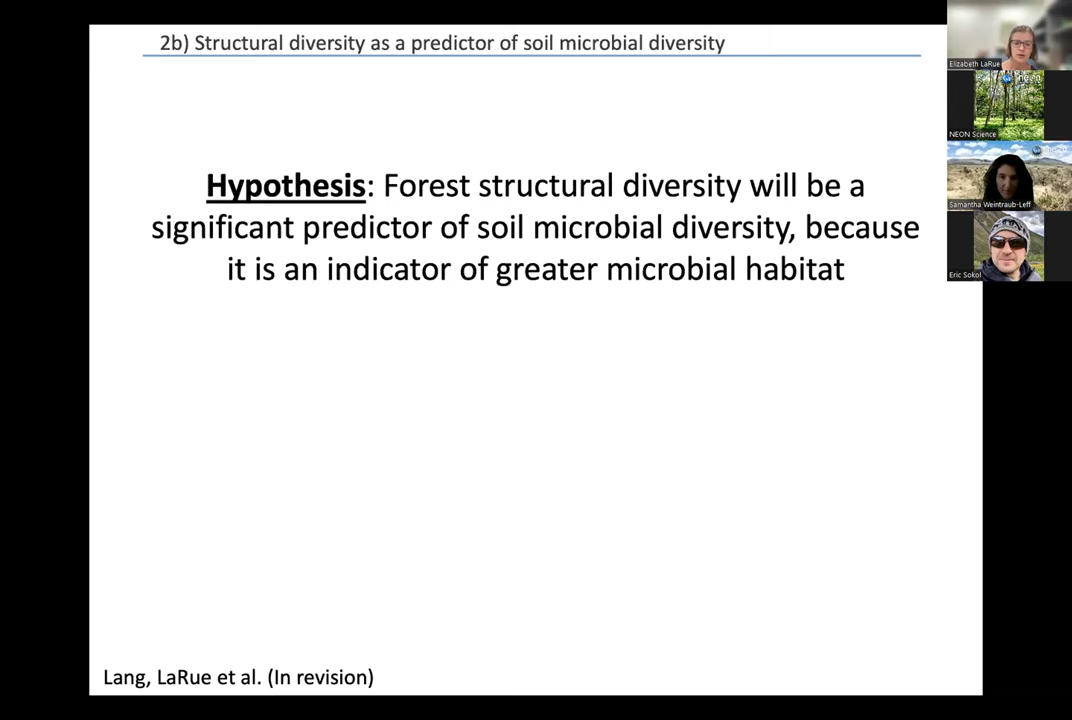 2b) Structural diversity as a predictor of soil microbial diversity
Hypothesis: Forest structural diversity will be a
significant predictor of soil microbial diversity, because
it is an indicator of greater microbial habitat
Lang, LaRue et al. (In revision)
Elizabeth LaRue
NEON Science
Samantha Weintraub-Leff
Eric Sokol